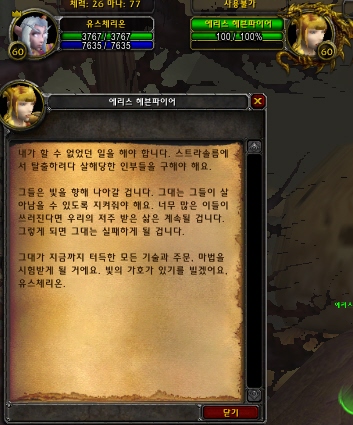 체력: 26 마나: 77
사용불가
유스체리온
3767 / 3767
7635 / 7635
60
에리스 헤븐파이어
100 / 100%
60
에리스 헤븐파이어
내가 할 수 없었던 일을 해야 합니다. 스트라솔름에
서 탈출하려다 살해당한 인부들을 구해야 해요.
그들은 빛을 향해 나아갈 겁니다. 그대는 그들이 살
아남을 수 있도록 지켜줘야 해요. 너무 많은 이들이
쓰러진다면 우리의 저주 받은 삶은 계속될 겁니다.
그렇게 되면 그대는 실패하게 될 겁니다.
그대가 지금까지 터득한 모든 기술과 주문, 마법을
시험받게 될 거에요. 빛의 가호가 있기를 빌겠어요,
유스체리온.
에리스
닫기